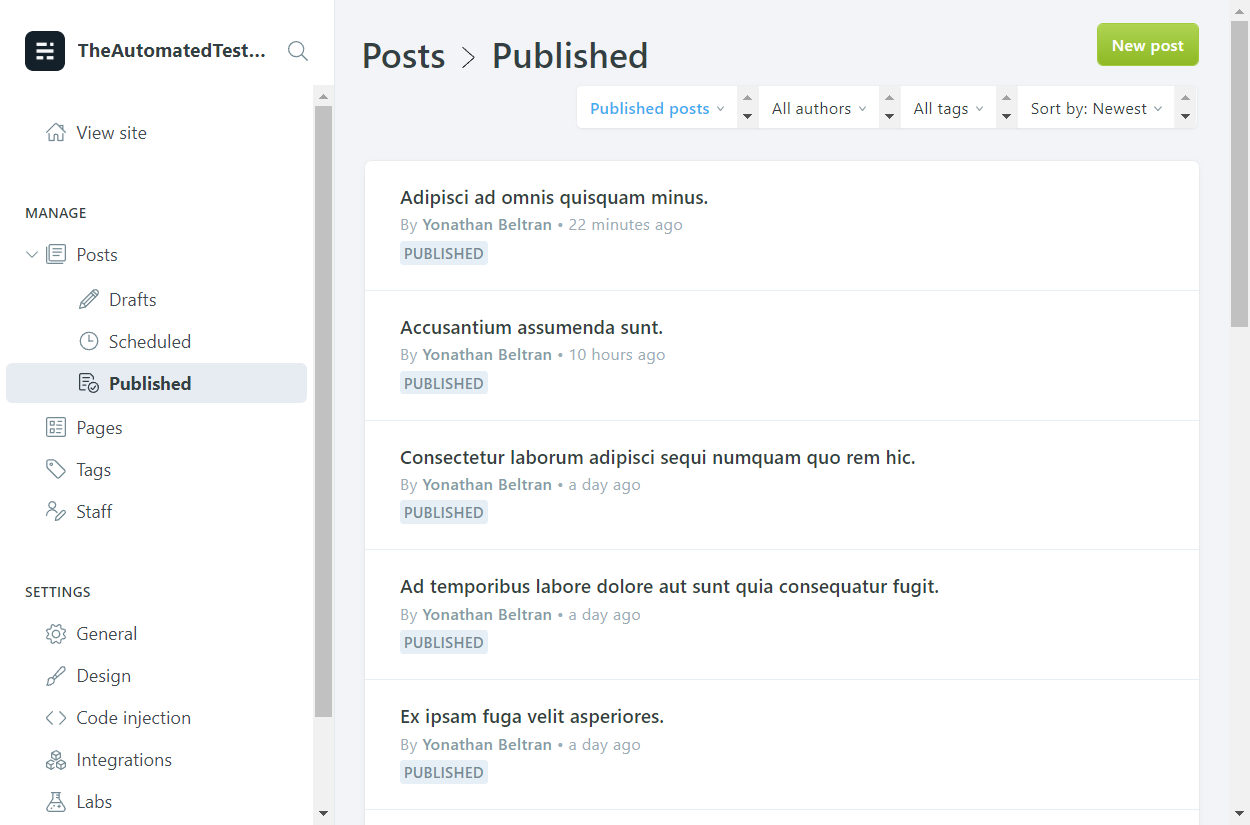 TheAutomatedTest...
View site
MANAGE
Posts
Drafts
Scheduled
Published
Pages
Tags
Staff
SETTINGS
General
Design
Code injection
Integrations
Labs
Posts > Published
New post
Published posts
All authors
All tags
Sort by: Newest
Adipisci ad omnis quisquam minus.
By Yonathan Beltran • 22 minutes ago
PUBLISHED
Accusantium assumenda sunt.
By Yonathan Beltran • 10 hours ago
PUBLISHED
Consectetur laborum adipisci sequi numquam quo rem hic.
By Yonathan Beltran • a day ago
PUBLISHED
Ad temporibus labore dolore aut sunt quia consequatur fugit.
By Yonathan Beltran • a day ago
PUBLISHED
Ex ipsam fuga velit asperiores.
By Yonathan Beltran • a day ago
PUBLISHED